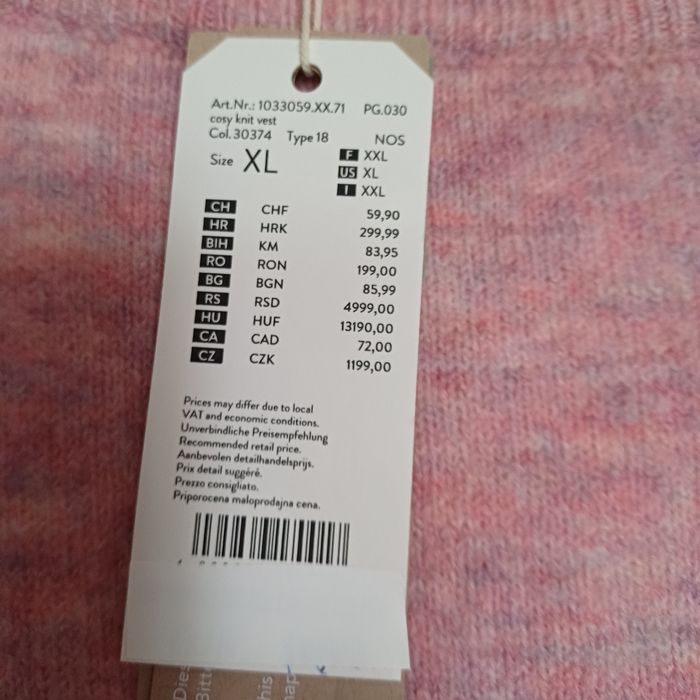 Art.Nr.: 1033059.XX.71 PG.030
cosy knit vest
Col.30374 Type 18 NOS
Size XL
F XXL
US XL
I XXL
CH CHF 59,90
HR HRK 299,99
BIH KM 83,95
RO RON 199,00
BG BGN 85,99
RS RSD 4999,00
HU HUF 13190,00
CA CAD 72,00
CZ CZK 1199,00
Prices may differ due to local
VAT and economic conditions.
Unverbindliche Preisempfehlung
Recommended retail price.
Aanbevolen detailhandelsprijs.
Prix detail suggéré.
Prezzo consigliato.
Priporocena maloprodajna cena.